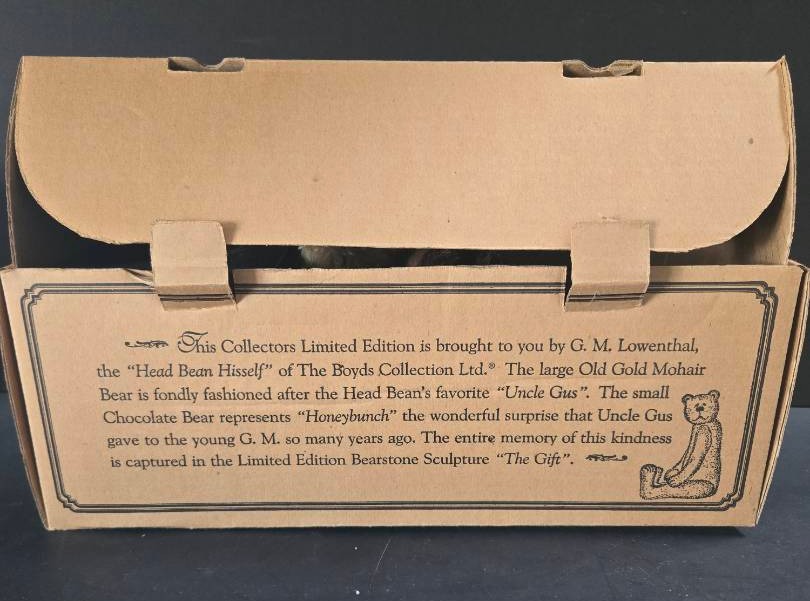 This Collectors Limited Edition is brought to you by G. M. Lowenthal,
the "Head Bean Hisself" of The Boyds Collection Ltd.® The large Old Gold Mohair
Bear is fondly fashioned after the Head Bean's favorite "Uncle Gus". The small
Chocolate Bear represents "Honeybunch" the wonderful surprise that Uncle Gus
gave to the young G. M. so many years ago. The entire memory of this kindness
is captured in the Limited Edition Bearstone Sculpture "The Gift".